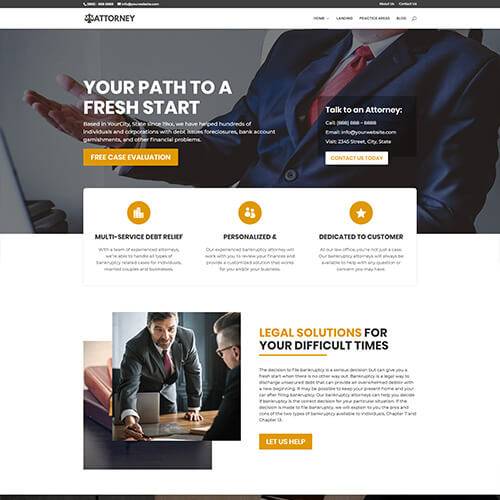 (888) - 888-8888 info@yourwebsite.com About Us Contact Us
ATTORNEY HOME LANDING PRACTICE AREAS BLOG
YOUR PATH TO A
FRESH START
Based in YourCity, State since 19xx, we have helped hundreds of
individuals and corporations with debt issues foreclosures, bank account
garnishments, and other financial problems.
FREE CASE EVALUATION
Talk to an Attorney:
Call: (888) 888 – 8888
Email: info@yourwebsite.com
Visit: 2345 Street, City, State
CONTACT US TODAY
MULTI-SERVICE DEBT RELIEF
With a team of experienced attorneys,
we're able to handle all types of
bankruptcy related cases for individuals,
married couples and businesses.
PERSONALIZED &
Our experienced bankruptcy attorney will
work with you to review your finances and
provide a customized solution that works
for you and/or your business.
DEDICATED TO CUSTOMER
At our law office, you're not just a case.
Our bankruptcy attorneys will always be
available to help with any question or
concern you may have.
LEGAL SOLUTIONS FOR
YOUR DIFFICULT TIMES
The decision to file bankruptcy is a serious decision but can give you a
fresh start when there is no other way out. Bankruptcy is a legal way to
discharge unsecured debt that can provide an overwhelmed debtor with
a new beginning. It may be possible to keep your present home and your
car after filing bankruptcy. Our bankruptcy attorneys can help you decide
if bankruptcy is the correct decision for your particular situation. If the
decision is made to file bankruptcy, we will explain to you the pros and
cons of the two types of bankruptcy available to individuals, Chapter 7 and
Chapter 13.
LET US HELP